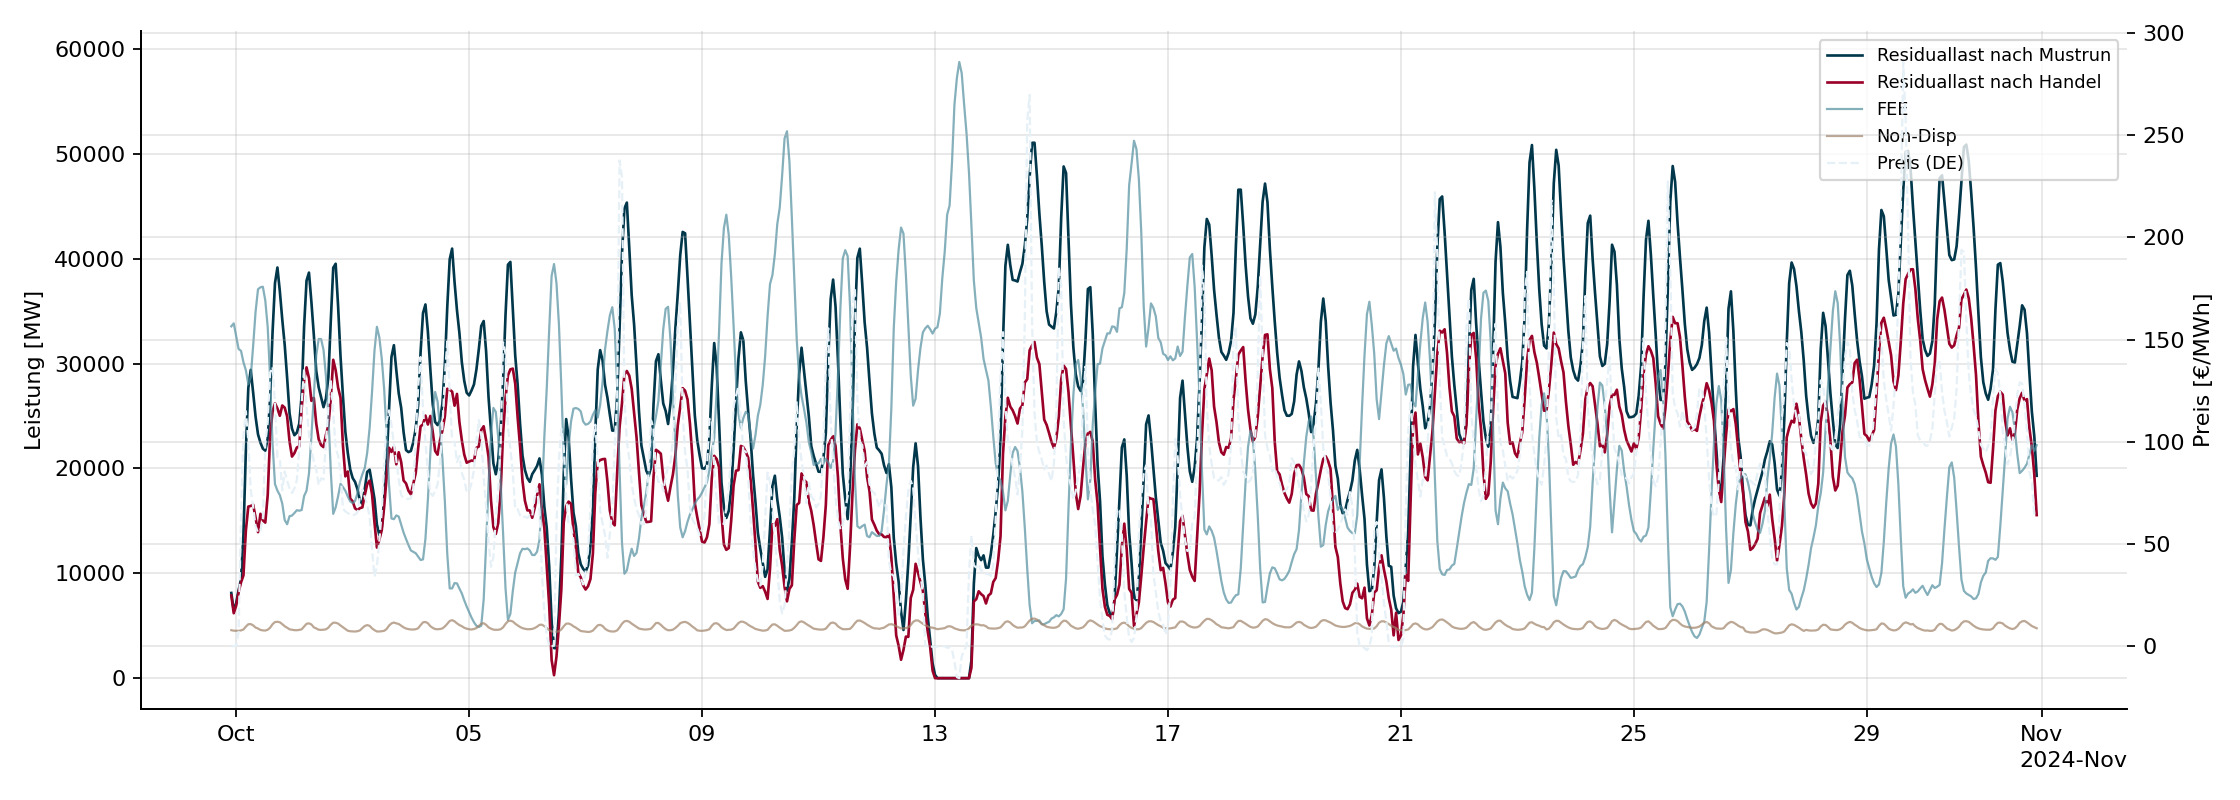 60000
50000
40000
30000
20000
10000
0
Leistung [MW]
300
250
200
150
100
50
0
Preis [€/MWh]
Residuallast nach Mustrun
Residuallast nach Handel
FEE
Non-Disp
Preis (DE)
Oct
05
09
13
17
21
25
29
Nov
2024-Nov